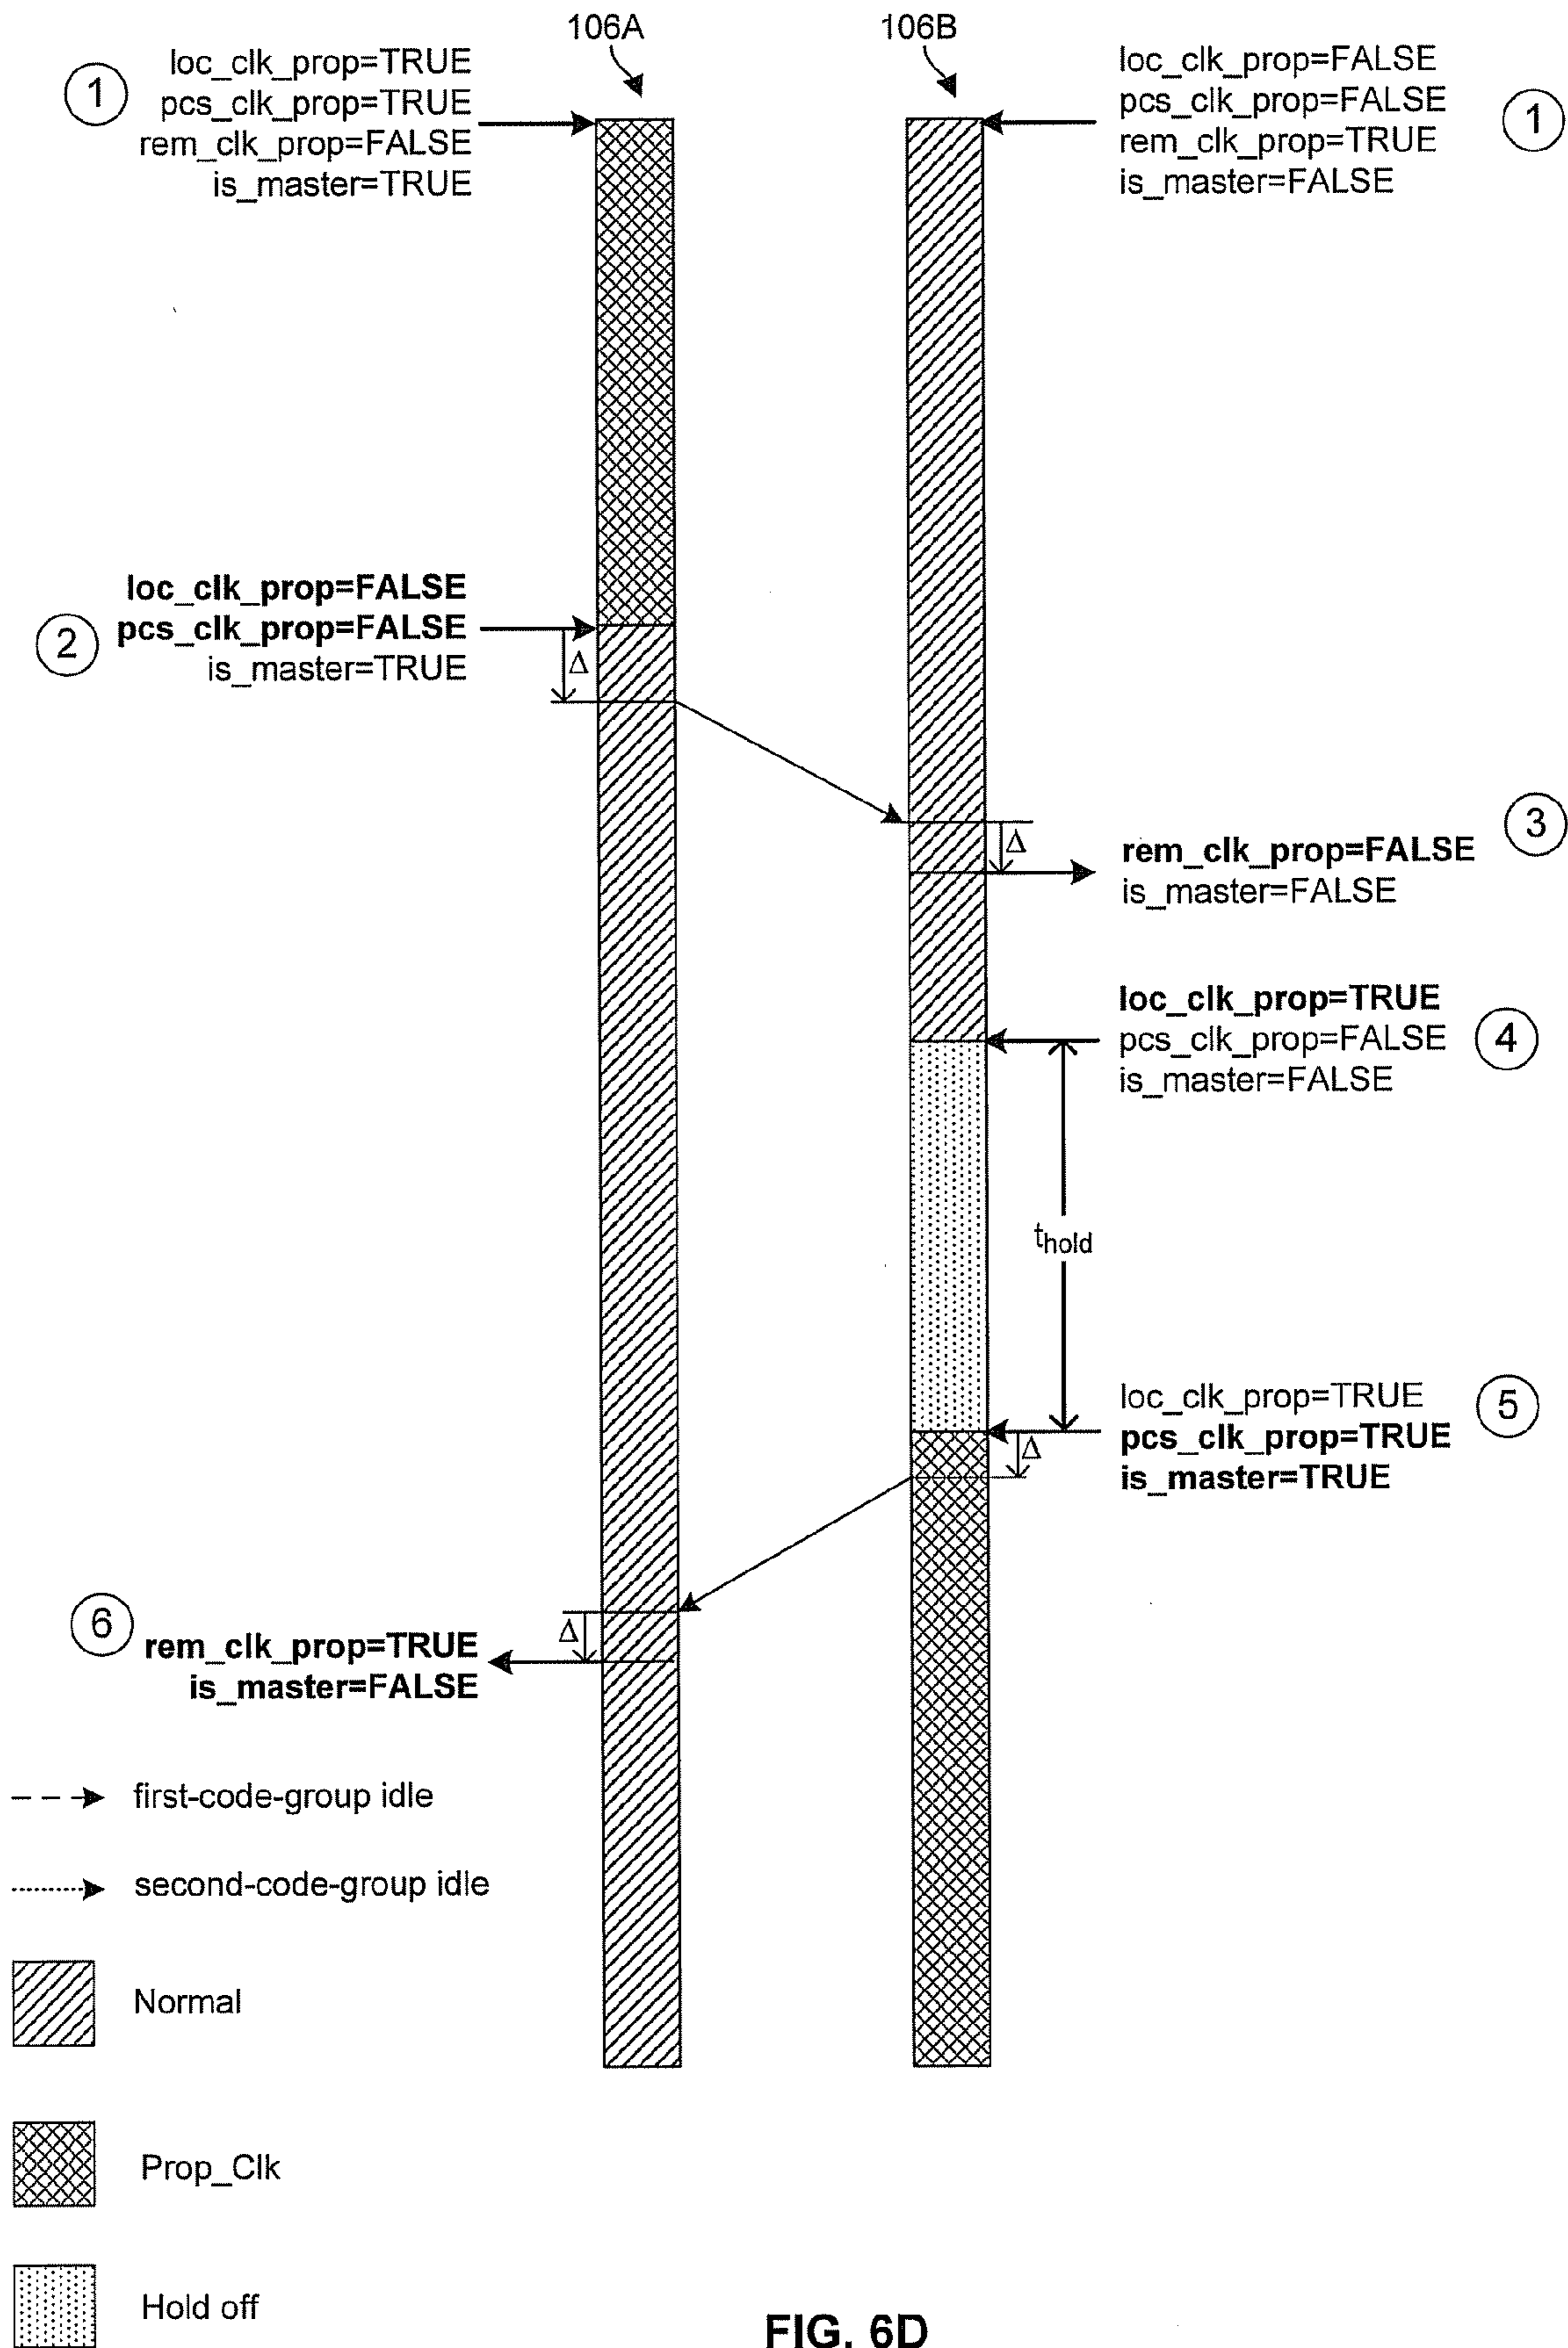 106A
106B
1
loc_clk_prop=TRUE
pcs_clk_prop=TRUE
rem_clk_prop=FALSE
is_master=TRUE
loc_clk_prop=FALSE
pcs_clk_prop=FALSE
rem_clk_prop=TRUE
is_master=FALSE
1
2
loc_clk_prop=FALSE
pcs_clk_prop=FALSE
is_master=TRUE
Δ
Δ
rem_clk_prop=FALSE
is_master=FALSE
3
loc_clk_prop=TRUE
pcs_clk_prop=FALSE
is_master=FALSE
4
thold
loc_clk_prop=TRUE
pcs_clk_prop=TRUE
is_master=TRUE
5
Δ
6
rem_clk_prop=TRUE
is_master=FALSE
Δ
first-code-group idle
second-code-group idle
Normal
Prop_Clk
Hold off
FIG. 6D